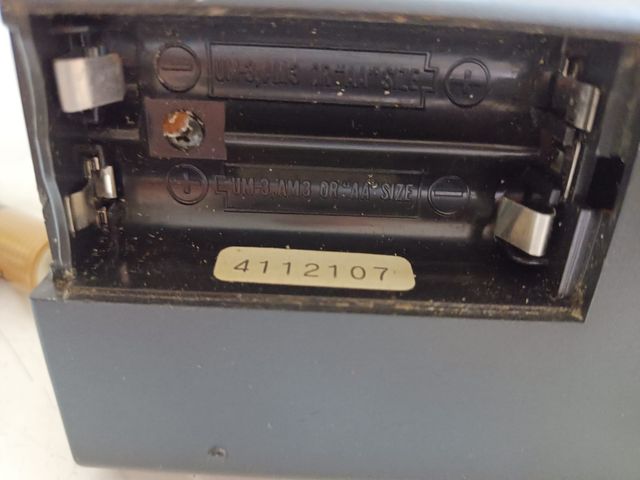 − UM-3, AM3 OR "AA" SIZE +
+ UM-3, AM3 OR "AA" SIZE −
4112107